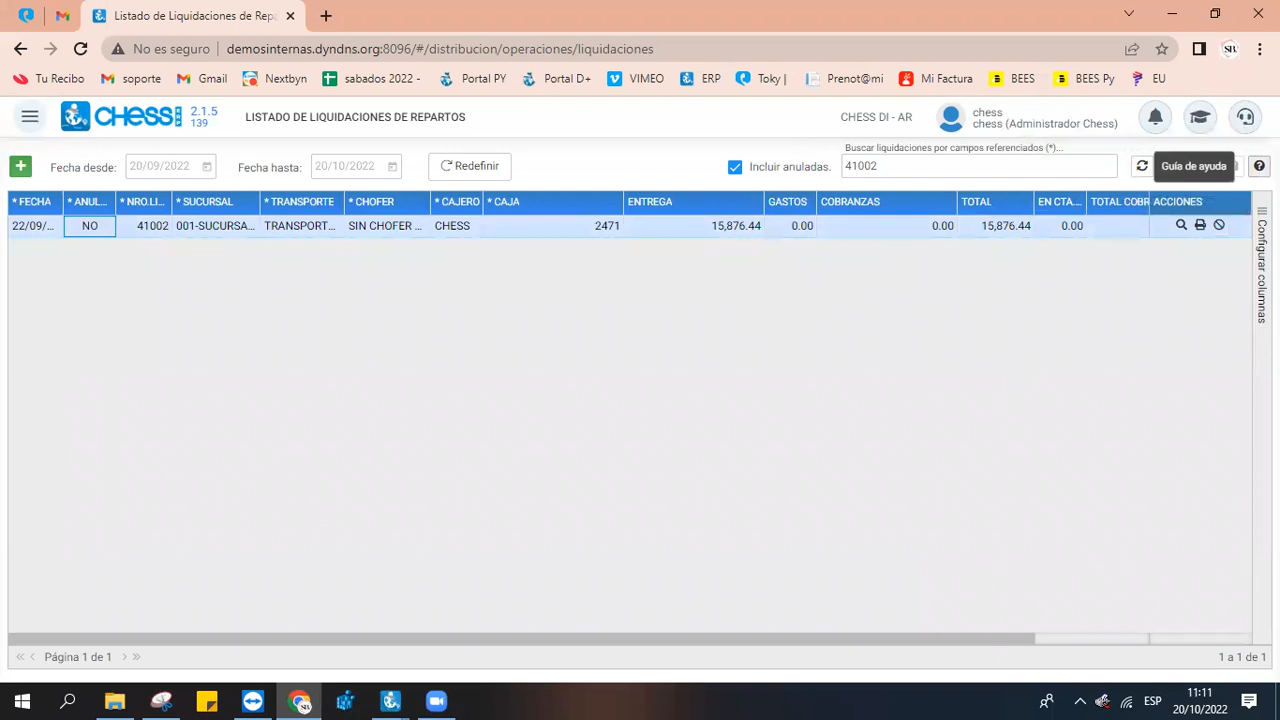 Listado de Liquidaciones de Repa
No es seguro demosinternas.dyndns.org:8096/#/distribucion/operaciones/liquidaciones
Tu Recibo soporte Gmail Nextbyn sabados 2022 - Portal PY Portal D+ VIMEO ERP Toky | Prenot@mi Mi Factura BEES BEES Py EU
CHESS 2.1.5 139 LISTADO DE LIQUIDACIONES DE REPARTOS CHESS DI - AR chess
chess (Administrador Chess)
Buscar liquidaciones por campos referenciados (*)...
Fecha desde: 20/09/2022 Fecha hasta: 20/10/2022 Redefinir Incluir anuladas. 41002 Guía de ayuda
* FECHA * ANUL... * NRO.LI... * SUCURSAL * TRANSPORTE * CHOFER * CAJERO * CAJA ENTREGA GASTOS COBRANZAS TOTAL EN CTA.... TOTAL COBR ACCIONES
22/09/... NO 41002 001-SUCURSA... TRANSPORT... SIN CHOFER ... CHESS 2471 15,876.44 0.00 0.00 15,876.44 0.00
Configurar columnas
Página 1 de 1 1 a 1 de 1
ESP 11:11
20/10/2022